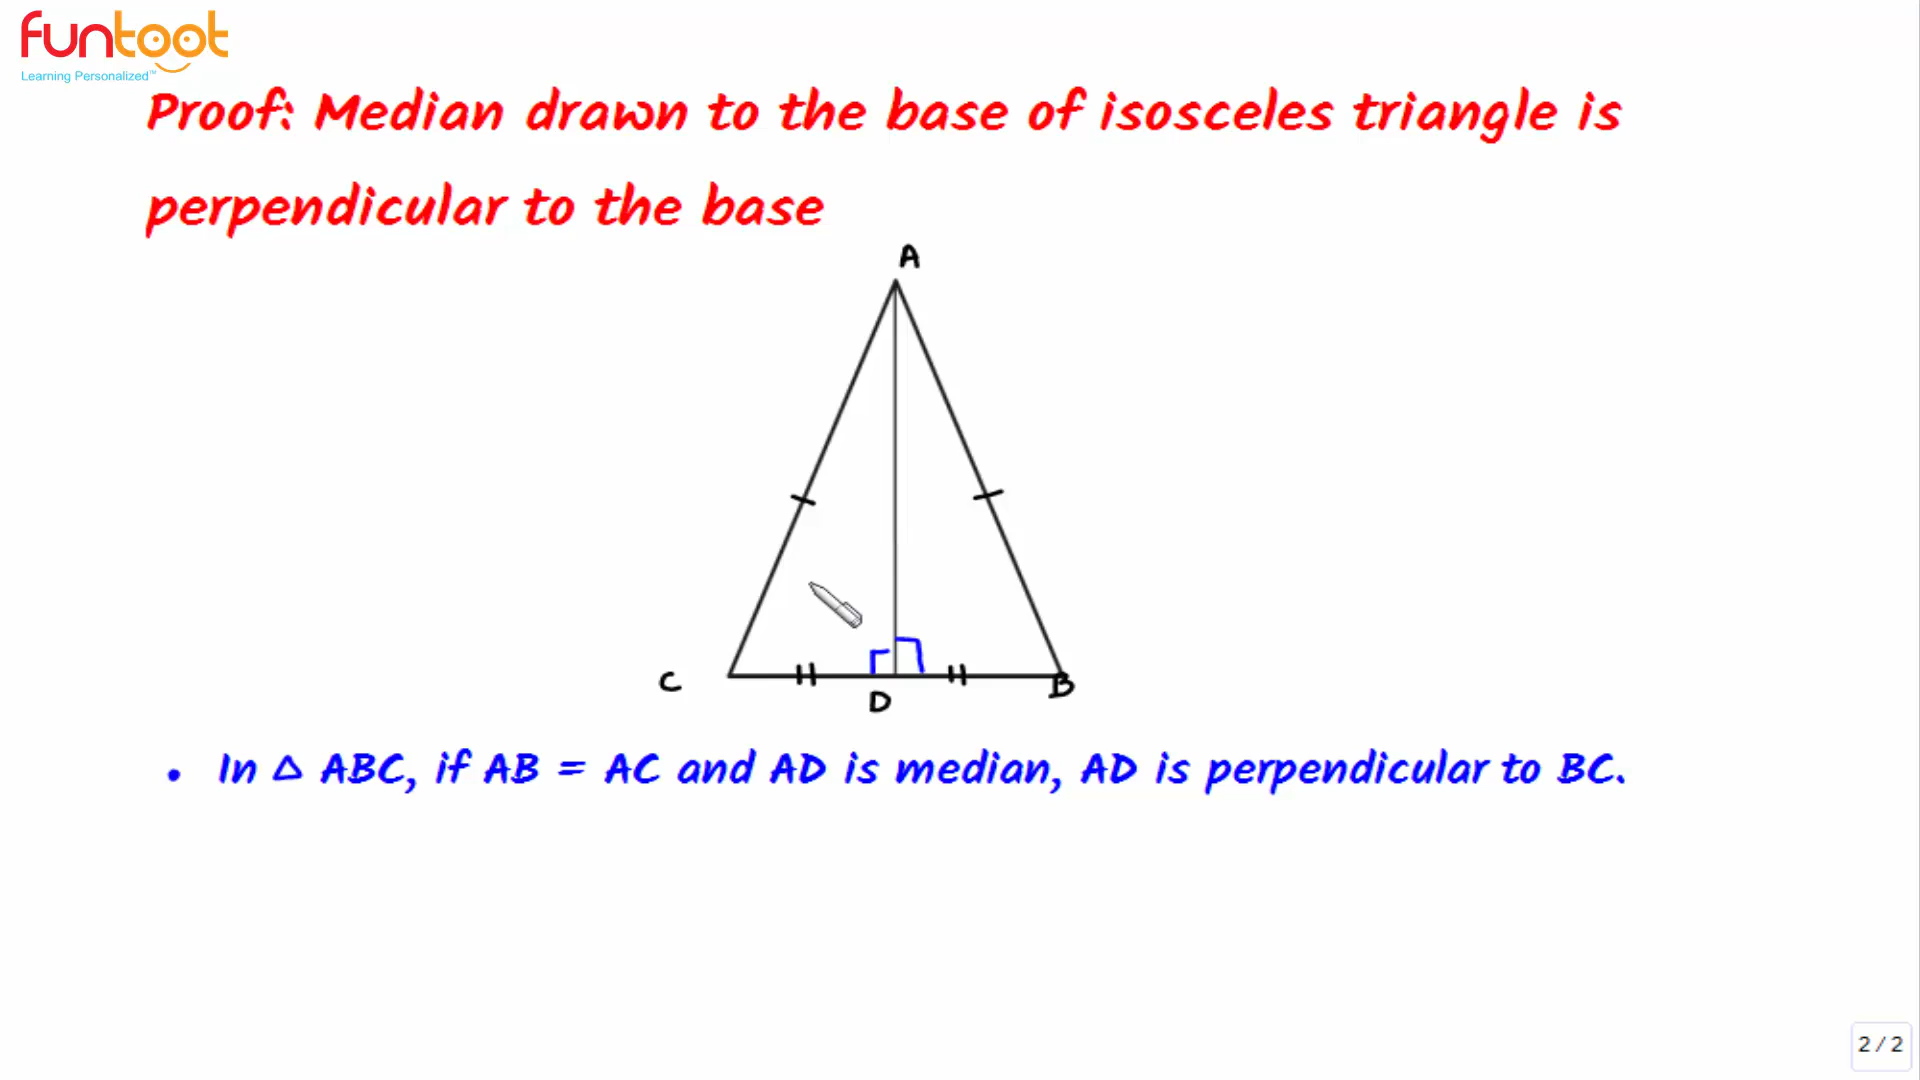 funtoot
Learning Personalized™
Proof: Median drawn to the base of isosceles triangle is
perpendicular to the base
A
C
D
B
• In △ ABC, if AB = AC and AD is median, AD is perpendicular to BC.
2 / 2